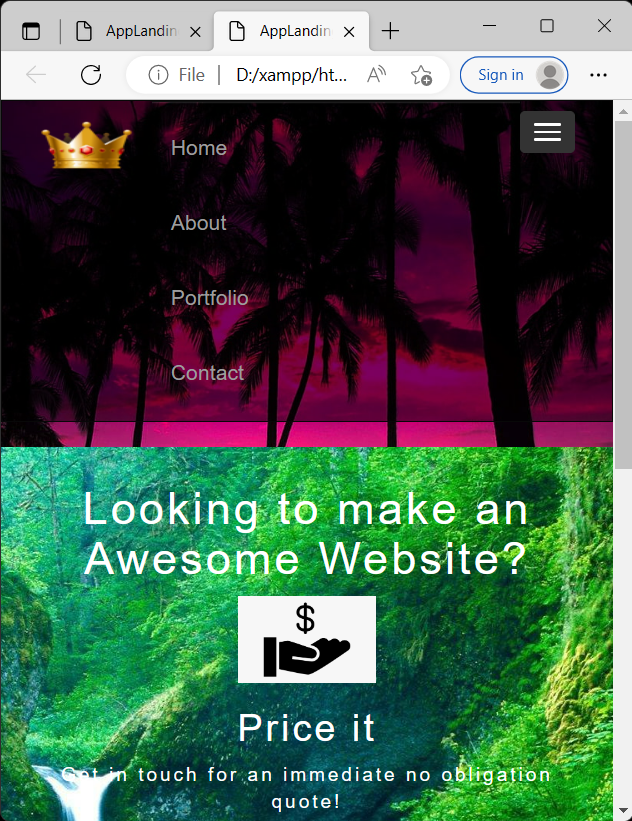 AppLandin
AppLandin
File
D:/xampp/ht...
Sign in
Home
About
Portfolio
Contact
Looking to make an
Awesome Website?
$
Price it
Get in touch for an immediate no obligation
quote!